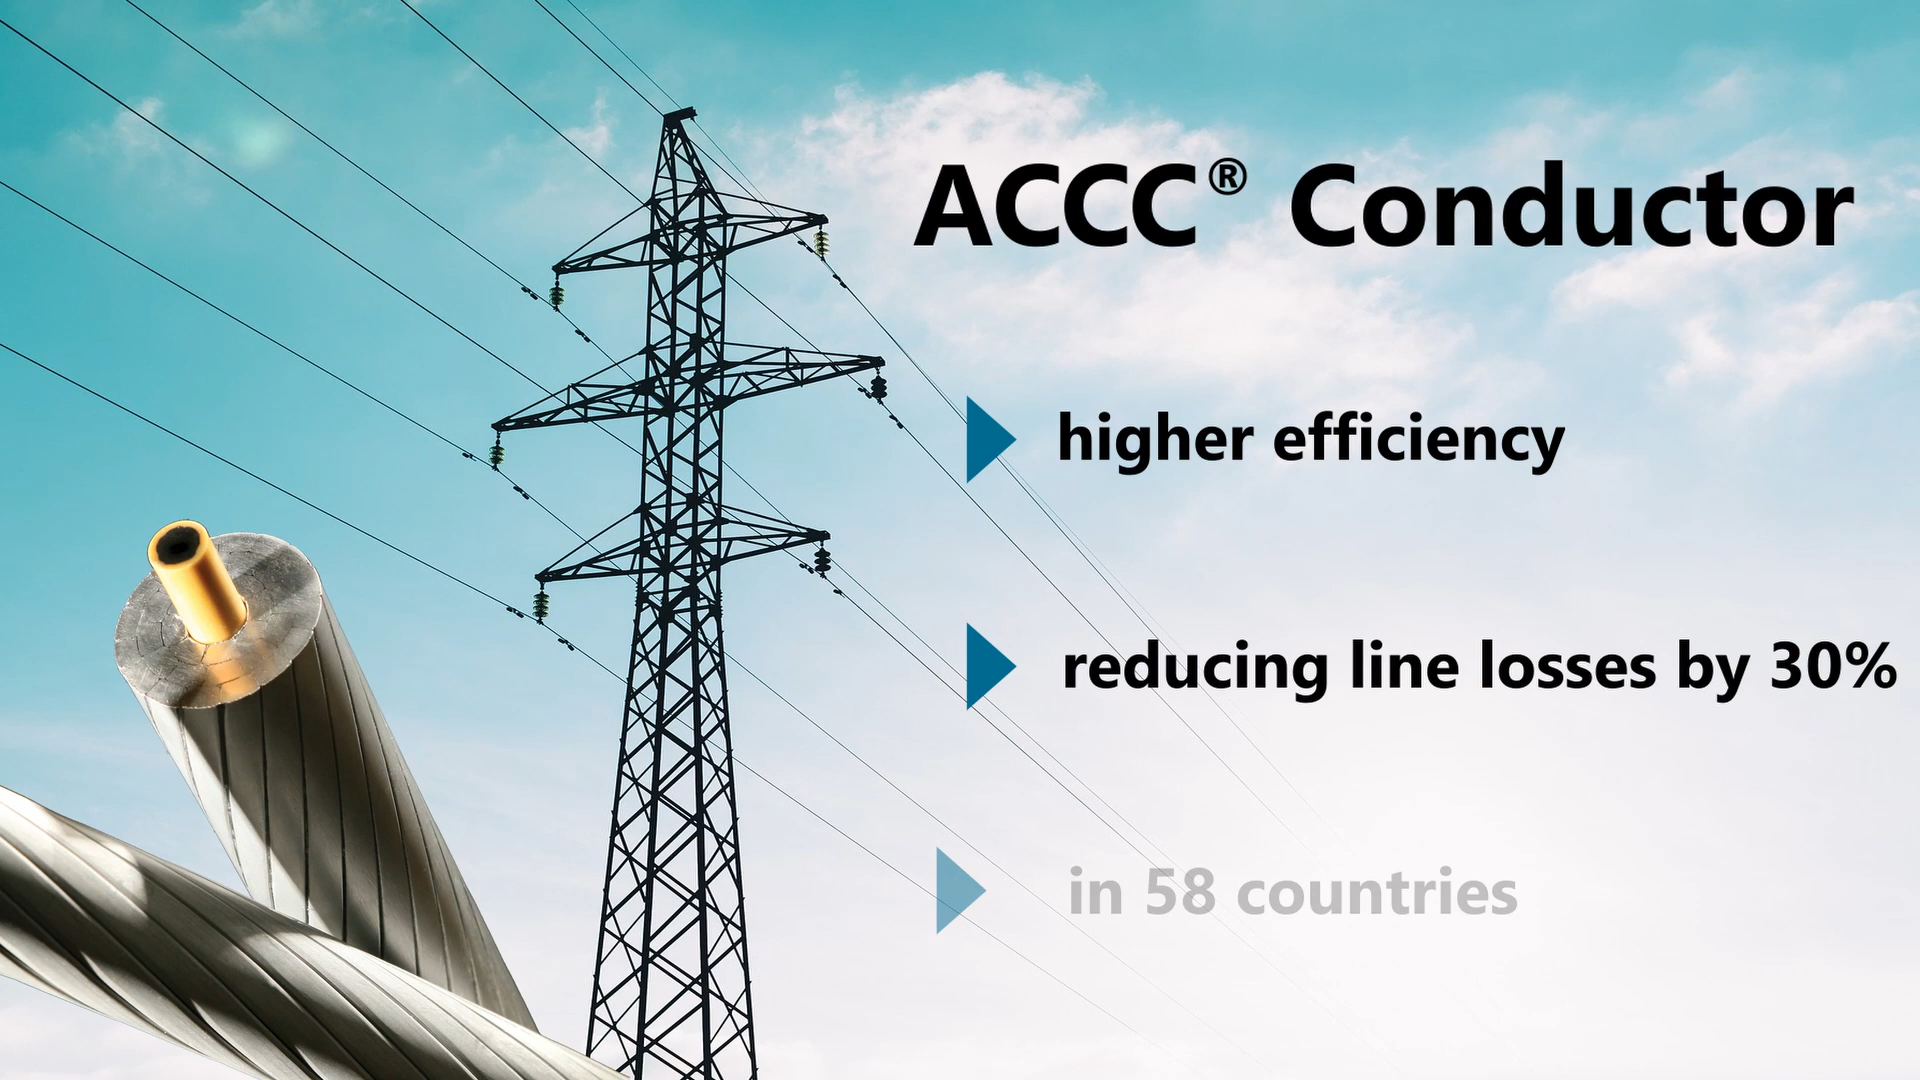 ACCC® Conductor
higher efficiency
reducing line losses by 30%
in 58 countries